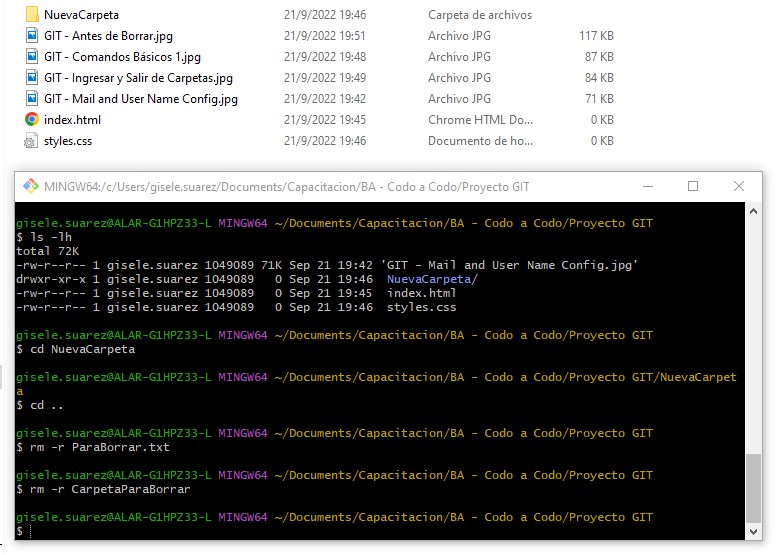 NuevaCarpeta 21/9/2022 19:46 Carpeta de archivos
GIT - Antes de Borrar.jpg 21/9/2022 19:51 Archivo JPG 117 KB
GIT - Comandos Básicos 1.jpg 21/9/2022 19:48 Archivo JPG 87 KB
GIT - Ingresar y Salir de Carpetas.jpg 21/9/2022 19:49 Archivo JPG 84 KB
GIT - Mail and User Name Config.jpg 21/9/2022 19:42 Archivo JPG 71 KB
index.html 21/9/2022 19:45 Chrome HTML Do... 0 KB
styles.css 21/9/2022 19:46 Documento de ho... 0 KB
MINGW64:/c/Users/gisele.suarez/Documents/Capacitacion/BA - Codo a Codo/Proyecto GIT
gisele.suarez@ALAR-G1HPZ33-L MINGW64 ~/Documents/Capacitacion/BA - Codo a Codo/Proyecto GIT
$ ls -lh
total 72K
-rw-r--r-- 1 gisele.suarez 1049089 71K Sep 21 19:42 'GIT - Mail and User Name Config.jpg'
drwxr-xr-x 1 gisele.suarez 1049089   0 Sep 21 19:46  NuevaCarpeta/
-rw-r--r-- 1 gisele.suarez 1049089   0 Sep 21 19:45  index.html
-rw-r--r-- 1 gisele.suarez 1049089   0 Sep 21 19:46  styles.css
gisele.suarez@ALAR-G1HPZ33-L MINGW64 ~/Documents/Capacitacion/BA - Codo a Codo/Proyecto GIT
$ cd NuevaCarpeta
gisele.suarez@ALAR-G1HPZ33-L MINGW64 ~/Documents/Capacitacion/BA - Codo a Codo/Proyecto GIT/NuevaCarpet
a
$ cd ..
gisele.suarez@ALAR-G1HPZ33-L MINGW64 ~/Documents/Capacitacion/BA - Codo a Codo/Proyecto GIT
$ rm -r ParaBorrar.txt
gisele.suarez@ALAR-G1HPZ33-L MINGW64 ~/Documents/Capacitacion/BA - Codo a Codo/Proyecto GIT
$ rm -r CarpetaParaBorrar
gisele.suarez@ALAR-G1HPZ33-L MINGW64 ~/Documents/Capacitacion/BA - Codo a Codo/Proyecto GIT
$